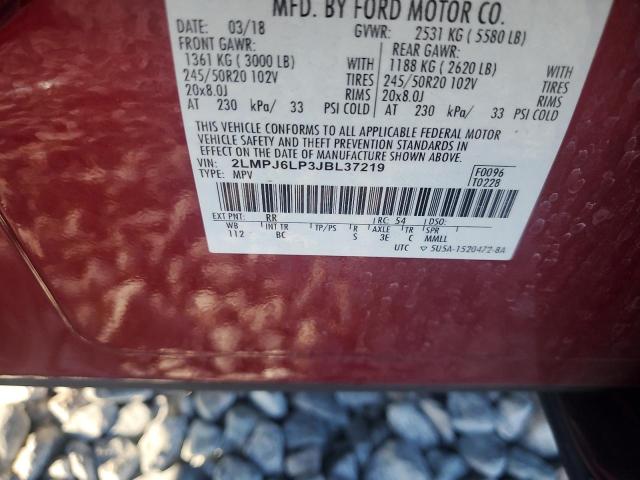 MFD. BY FORD MOTOR CO.
DATE: 03/18 GVWR: 2531 KG ( 5580 LB)
FRONT GAWR: REAR GAWR:
1361 KG ( 3000 LB) WITH 1188 KG ( 2620 LB) WITH
245/50R20 102V TIRES 245/50R20 102V TIRES
20x8.0J RIMS 20x8.0J RIMS
AT 230 kPa/ 33 PSI COLD AT 230 kPa/ 33 PSI COLD
THIS VEHICLE CONFORMS TO ALL APPLICABLE FEDERAL MOTOR
VEHICLE SAFETY AND THEFT PREVENTION STANDARDS IN
EFFECT ON THE DATE OF MANUFACTURE SHOWN ABOVE.
VIN: 2LMPJ6LP3JBL37219 F0096
TYPE: MPV T0228
EXT PNT: RR RC: 54 DSO:
WB INT TR TP/PS R AXLE TR SPR
112 BC S 3E C MMLL
UTC ▽ 5U5A-1520472-BA